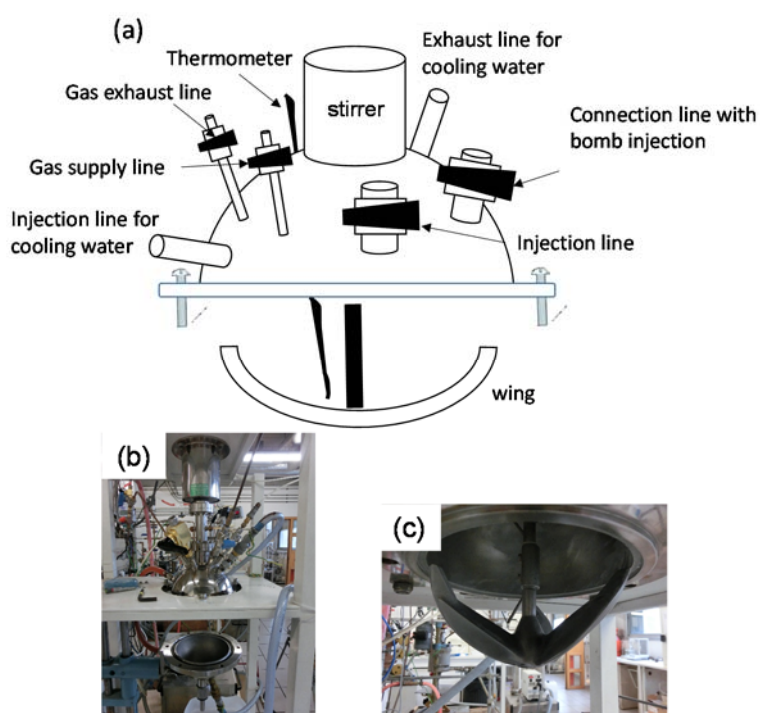 (a)
Thermometer
Exhaust line for
cooling water
Gas exhaust line
stirrer
Connection line with
bomb injection
Gas supply line
Injection line for
cooling water
Injection line
wing
(b)
(c)